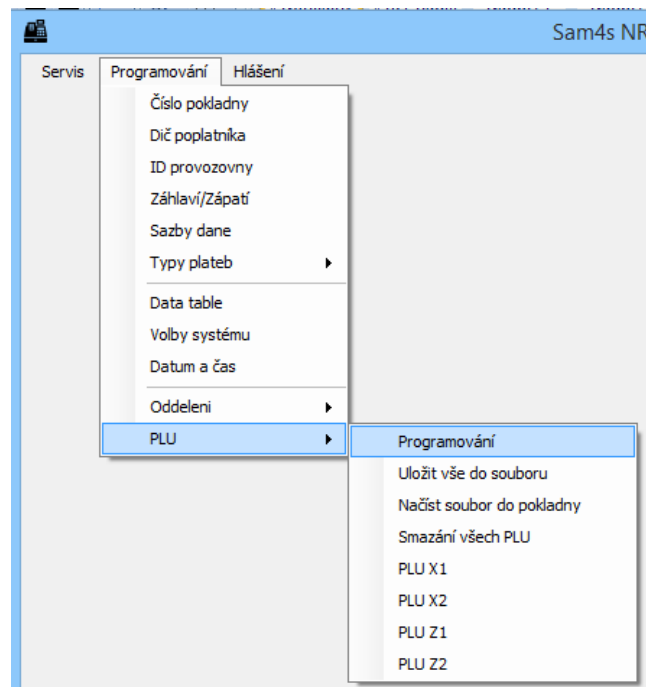 Sam4s NR
Servis Programování Hlášení
Číslo pokladny
Dič poplatníka
ID provozovny
Záhlaví/Zápatí
Sazby dane
Typy plateb
Data table
Volby systému
Datum a čas
Oddeleni
PLU
Programování
Uložit vše do souboru
Načíst soubor do pokladny
Smazání všech PLU
PLU X1
PLU X2
PLU Z1
PLU Z2